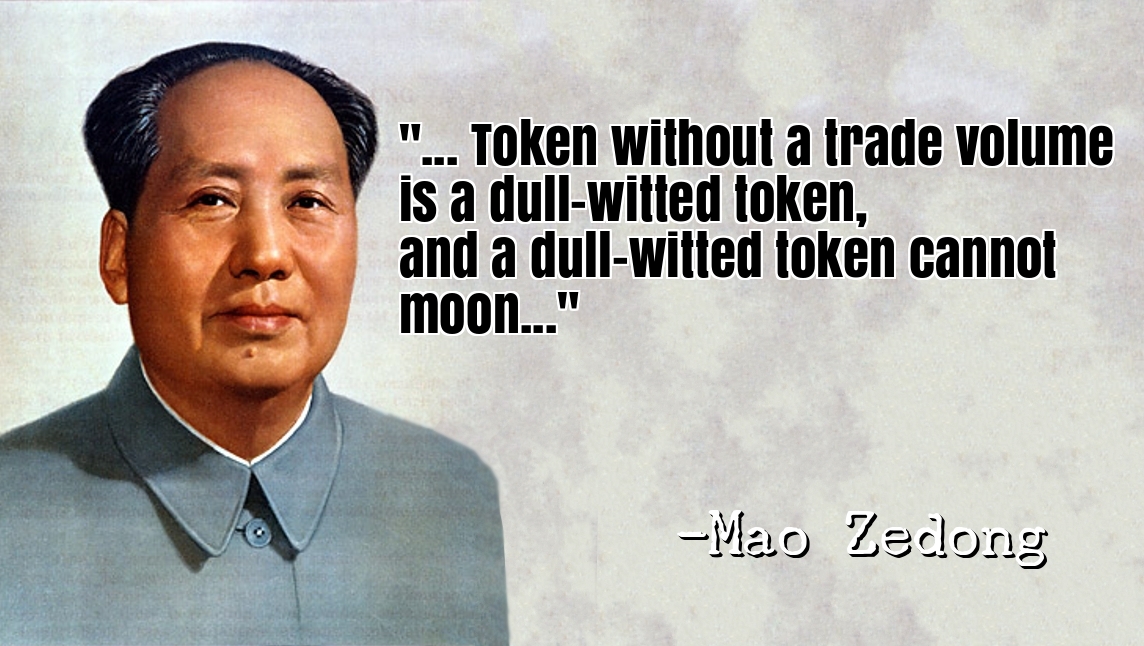 "... Token without a trade volume
is a dull-witted token,
and a dull-witted token cannot
moon..."
-Mao Zedong